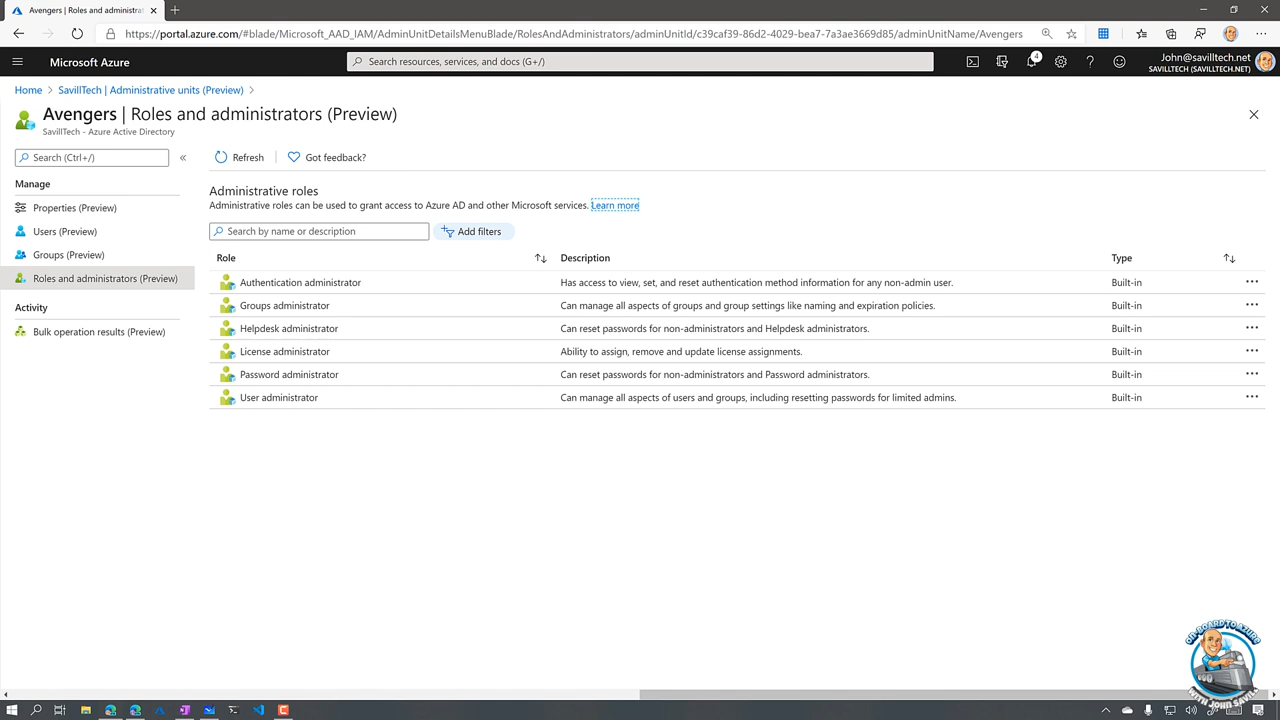 Avengers | Roles and administrat
https://portal.azure.com/#blade/Microsoft_AAD_IAM/AdminUnitDetailsMenuBlade/RolesAndAdministrators/adminUnitId/c39caf39-86d2-4029-bea7-7a3ae3669d85/adminUnitName/Avengers
Microsoft Azure
Search resources, services, and docs (G+/)
4
John@savilltech.net
SAVILLTECH (SAVILLTECH.NET)
Home > SavillTech | Administrative units (Preview) >
Avengers | Roles and administrators (Preview)
SavillTech - Azure Active Directory
Search (Ctrl+/)
«
Refresh
Got feedback?
Manage
Properties (Preview)
Users (Preview)
Groups (Preview)
Roles and administrators (Preview)
Activity
Bulk operation results (Preview)
Administrative roles
Administrative roles can be used to grant access to Azure AD and other Microsoft services. Learn more
Search by name or description
Add filters
Role Description Type
Authentication administrator Has access to view, set, and reset authentication method information for any non-admin user. Built-in ...
Groups administrator Can manage all aspects of groups and group settings like naming and expiration policies. Built-in ...
Helpdesk administrator Can reset passwords for non-administrators and Helpdesk administrators. Built-in ...
License administrator Ability to assign, remove and update license assignments. Built-in ...
Password administrator Can reset passwords for non-administrators and Password administrators. Built-in ...
User administrator Can manage all aspects of users and groups, including resetting passwords for limited admins. Built-in ...
ON-BOARD TO AZURE
WITH JOHN SAVILL